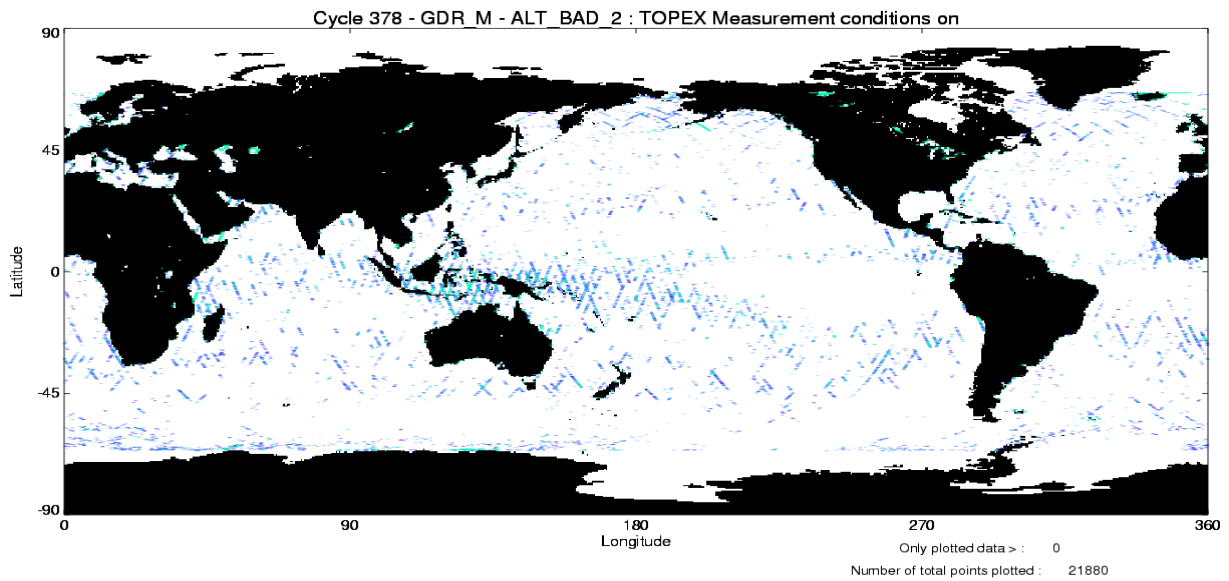 Cycle 378 - GDR_M - ALT_BAD_2 : TOPEX Measurement conditions on
90
45
0
-45
-90
Latitude
0 90 180 270 360
Longitude
Only plotted data > : 0
Number of total points plotted : 21880